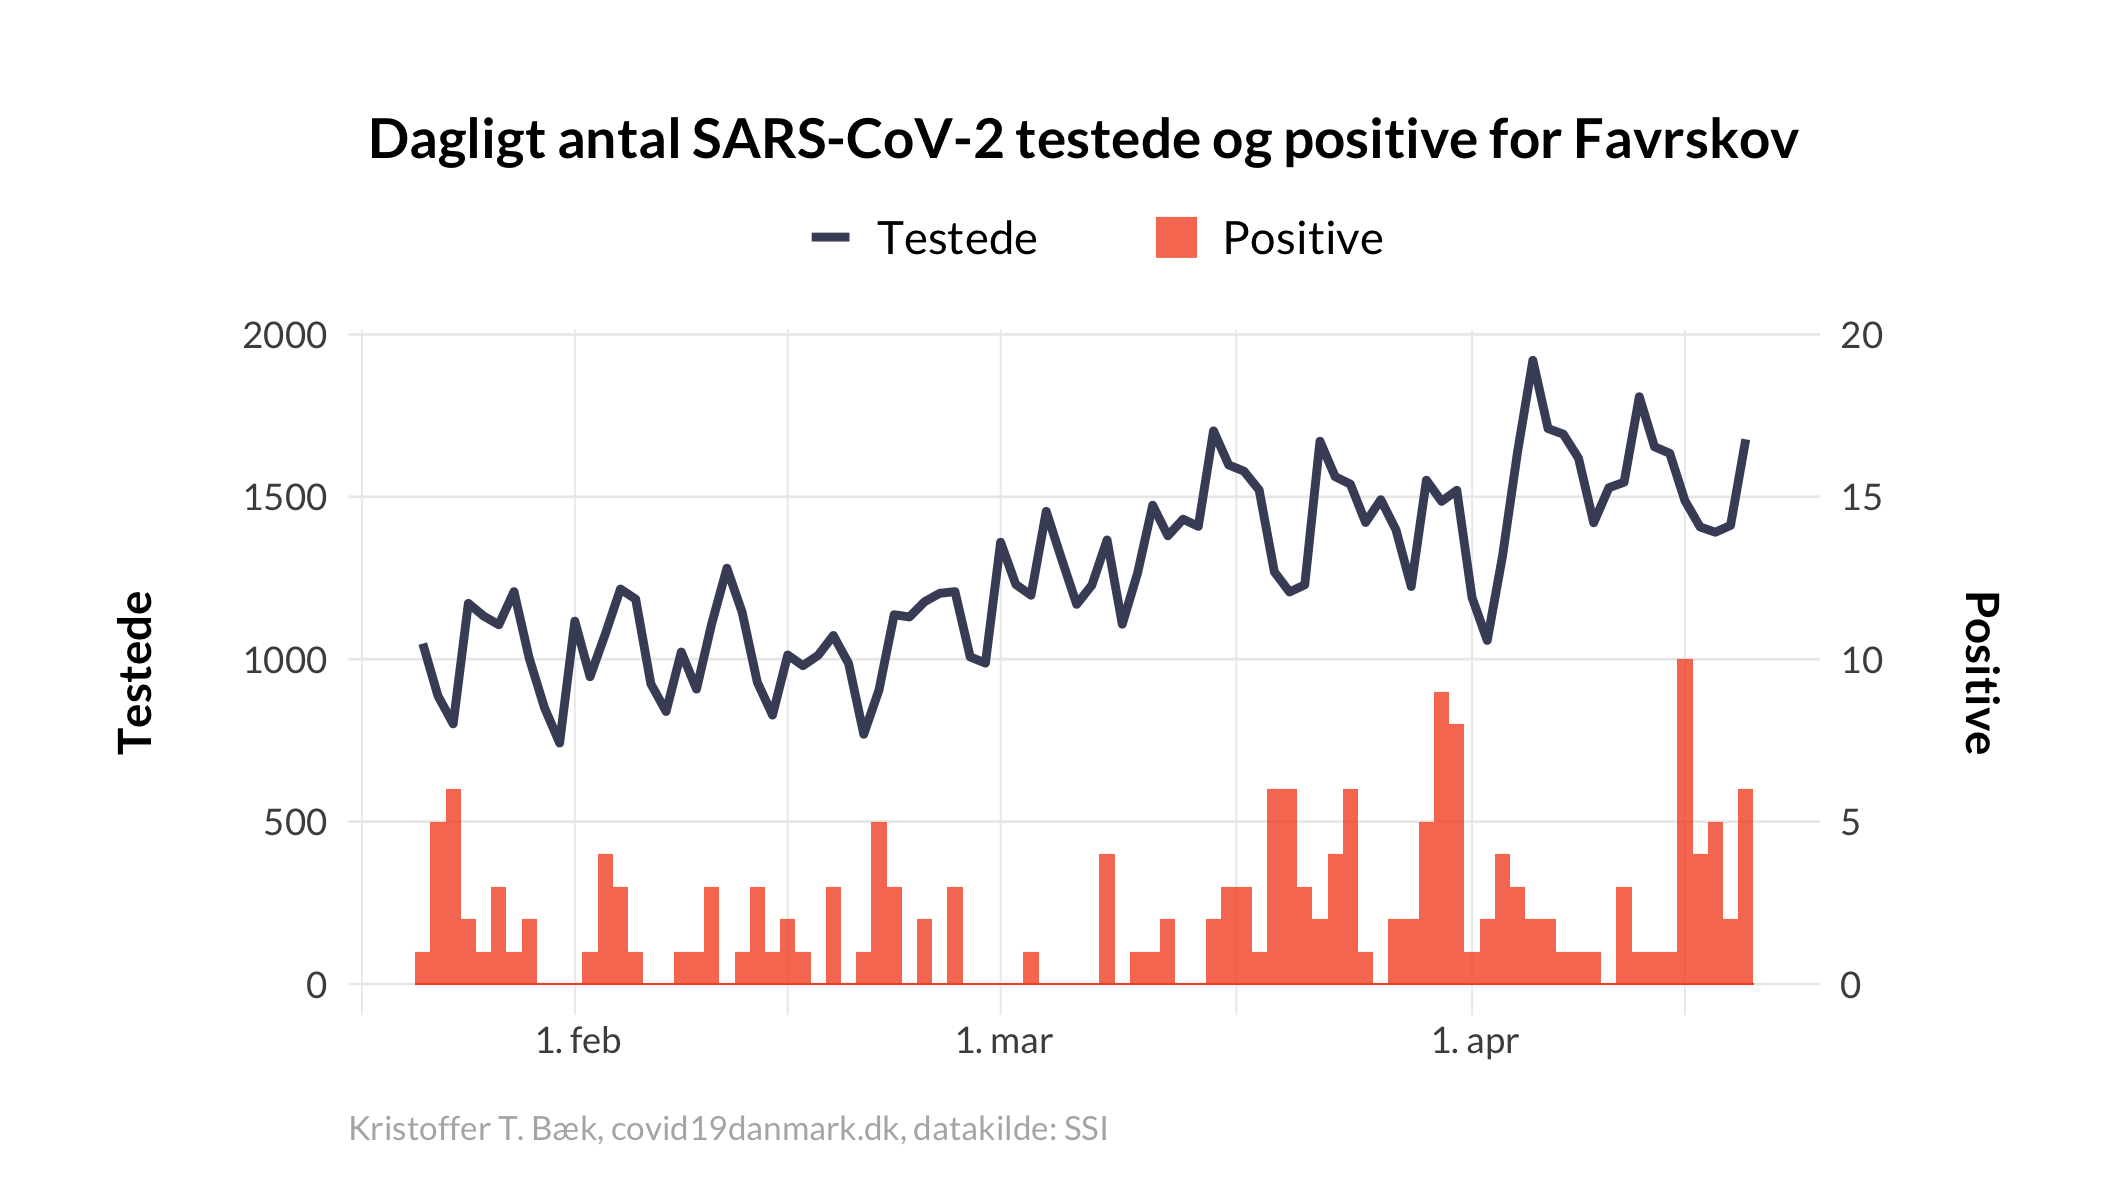 Dagligt antal SARS-CoV-2 testede og positive for Favrskov
Testede Positive
2000 20
1500 15
1000 10
500 5
0 0
Testede
Positive
1. feb 1. mar 1. apr
Kristoffer T. Bæk, covid19danmark.dk, datakilde: SSI